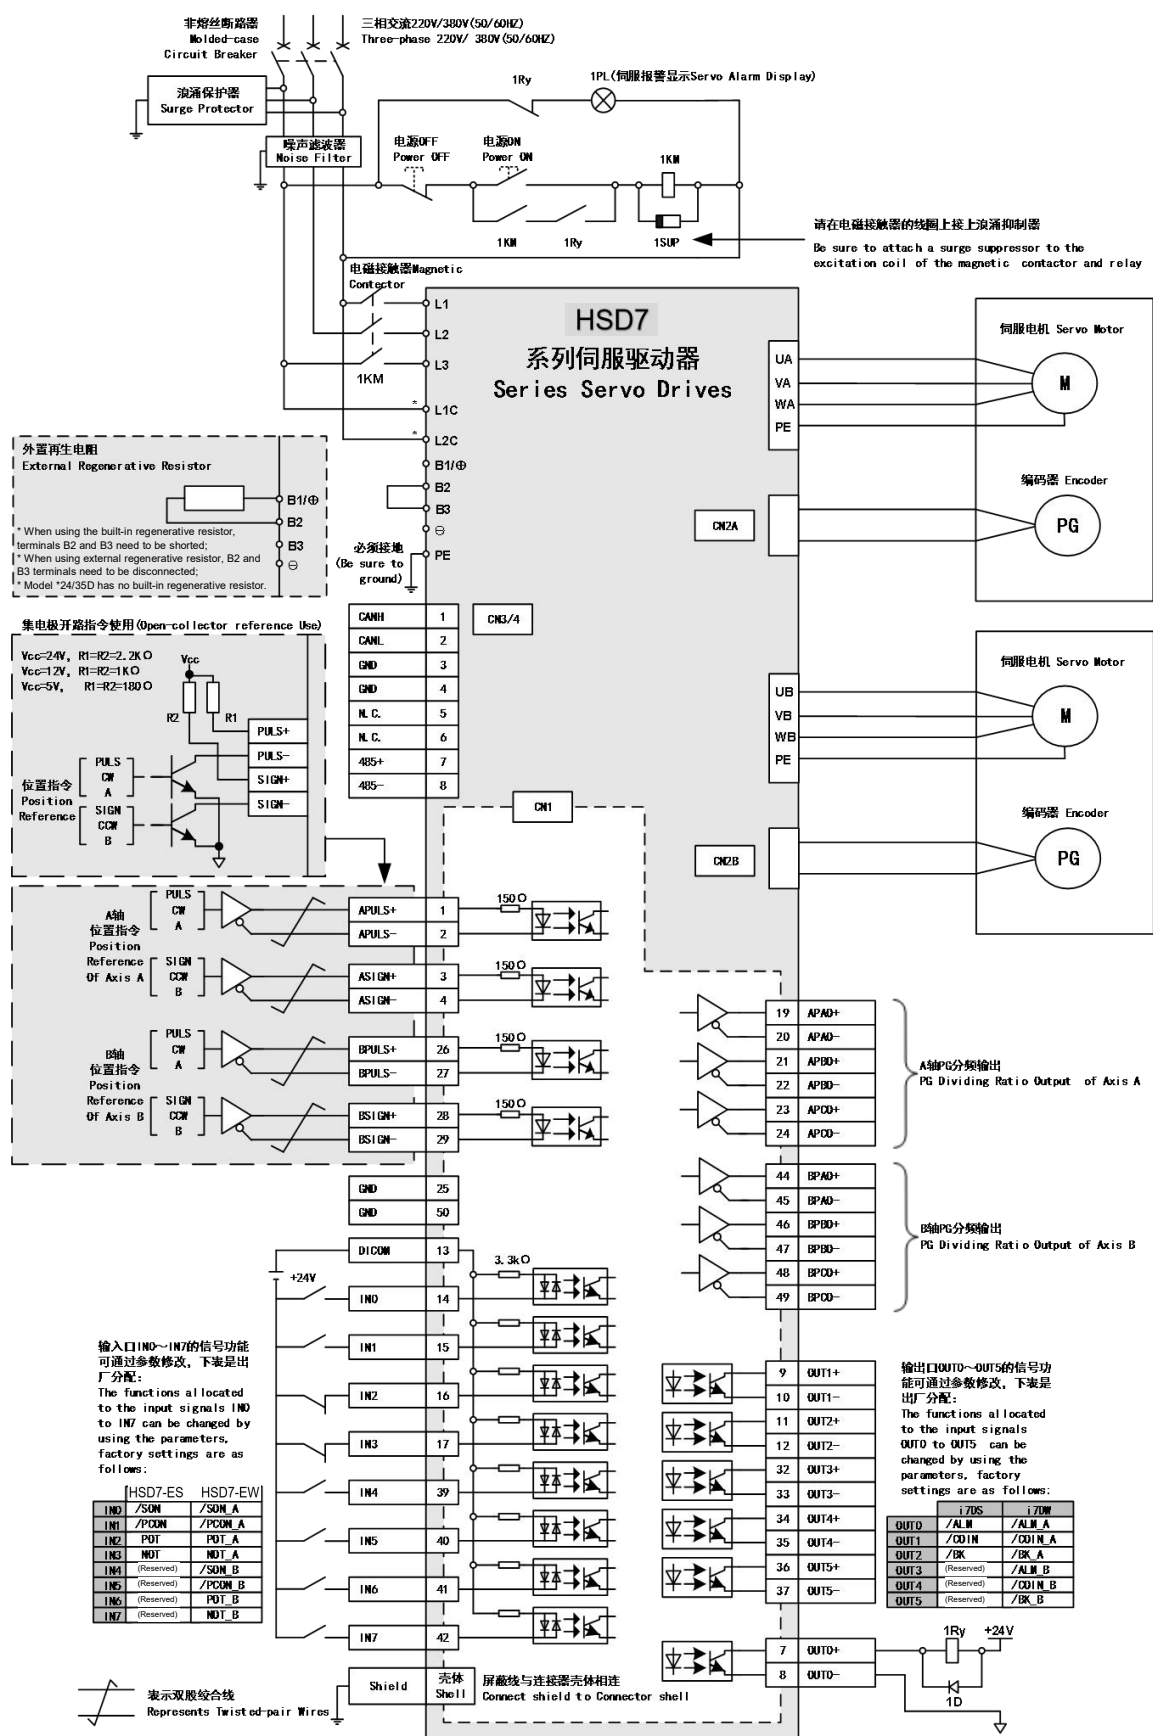 非熔丝断路器
Molded-case
Circuit Breaker
三相交流220V/380V(50/60HZ)
Three-phase 220V/ 380V(50/60HZ)
浪涌保护器
Surge Protector
噪声滤波器
Noise Filter
1Ry
1PL(伺服报警显示Servo Alarm Display)
电源OFF
Power OFF
电源ON
Power ON
1KM
1KM
1Ry
1SUP
请在电磁接触器的线圈上接上浪涌抑制器
Be sure to attach a surge suppressor to the
excitation coil of the magnetic contactor and relay
电磁接触器Magnetic
Contector
1KM
L1
L2
L3
* L1C
* L2C
B1/⊕
B2
B3
⊖
PE
必须接地
(Be sure to
ground)
HSD7
系列伺服驱动器
Series Servo Drives
UA
VA
WA
PE
伺服电机 Servo Motor
M
编码器 Encoder
PG
CN2A
外置再生电阻
External Regenerative Resistor
B1/⊕
B2
B3
⊖
* When using the built-in regenerative resistor,
terminals B2 and B3 need to be shorted;
* When using external regenerative resistor, B2 and
B3 terminals need to be disconnected;
* Model *24/35D has no built-in regenerative resistor.
CANH 1
CANL 2
GND 3
GND 4
N.C. 5
N.C. 6
485+ 7
485- 8
CN3/4
UB
VB
WB
PE
伺服电机 Servo Motor
M
编码器 Encoder
PG
CN2B
CN1
集电极开路指令使用(Open-collector reference Use)
Vcc=24V, R1=R2=2.2KΩ
Vcc=12V, R1=R2=1KΩ
Vcc=5V, R1=R2=180Ω
Vcc
R2
R1
PULS+
PULS-
SIGN+
SIGN-
位置指令
Position
Reference
PULS
CW
A
SIGN
CCW
B
A轴
位置指令
Position
Reference
Of Axis A
PULS
CW
A
SIGN
CCW
B
APULS+ 1
APULS- 2
ASIGN+ 3
ASIGN- 4
150Ω
150Ω
B轴
位置指令
Position
Reference
Of Axis B
PULS
CW
A
SIGN
CCW
B
BPULS+ 26
BPULS- 27
BSIGN+ 28
BSIGN- 29
150Ω
150Ω
19 APAO+
20 APAO-
21 APBO+
22 APBO-
23 APCO+
24 APCO-
A轴PG分频输出
PG Dividing Ratio Output of Axis A
44 BPAO+
45 BPAO-
46 BPBO+
47 BPBO-
48 BPCO+
49 BPCO-
B轴PG分频输出
PG Dividing Ratio Output of Axis B
GND 25
GND 50
DICOM 13
+24V
3.3kΩ
IN0 14
IN1 15
IN2 16
IN3 17
IN4 39
IN5 40
IN6 41
IN7 42
输入口IN0～IN7的信号功能
可通过参数修改, 下表是出
厂分配:
The functions allocated
to the input signals IN0
to IN7 can be changed by
using the parameters,
factory settings are as
follows:
HSD7-ES HSD7-EW
IN0 /SON /SON_A
IN1 /PCON /PCON_A
IN2 POT POT_A
IN3 NOT NOT_A
IN4 (Reserved) /SON_B
IN5 (Reserved) /PCON_B
IN6 (Reserved) POT_B
IN7 (Reserved) NOT_B
9 OUT1+
10 OUT1-
11 OUT2+
12 OUT2-
32 OUT3+
33 OUT3-
34 OUT4+
35 OUT4-
36 OUT5+
37 OUT5-
7 OUT0+
8 OUT0-
输出口OUT0～OUT5的信号功
能可通过参数修改, 下表是
出厂分配:
The functions allocated
to the input signals
OUT0 to OUT5 can be
changed by using the
parameters, factory
settings are as follows:
i7DS i7DW
OUT0 /ALM /ALM_A
OUT1 /COIN /COIN_A
OUT2 /BK /BK_A
OUT3 (Reserved) /ALM_B
OUT4 (Reserved) /COIN_B
OUT5 (Reserved) /BK_B
1Ry
+24V
1D
Shield
壳体
Shell
屏蔽线与连接器壳体相连
Connect shield to Connector shell
表示双股绞合线
Represents Twisted-pair Wires